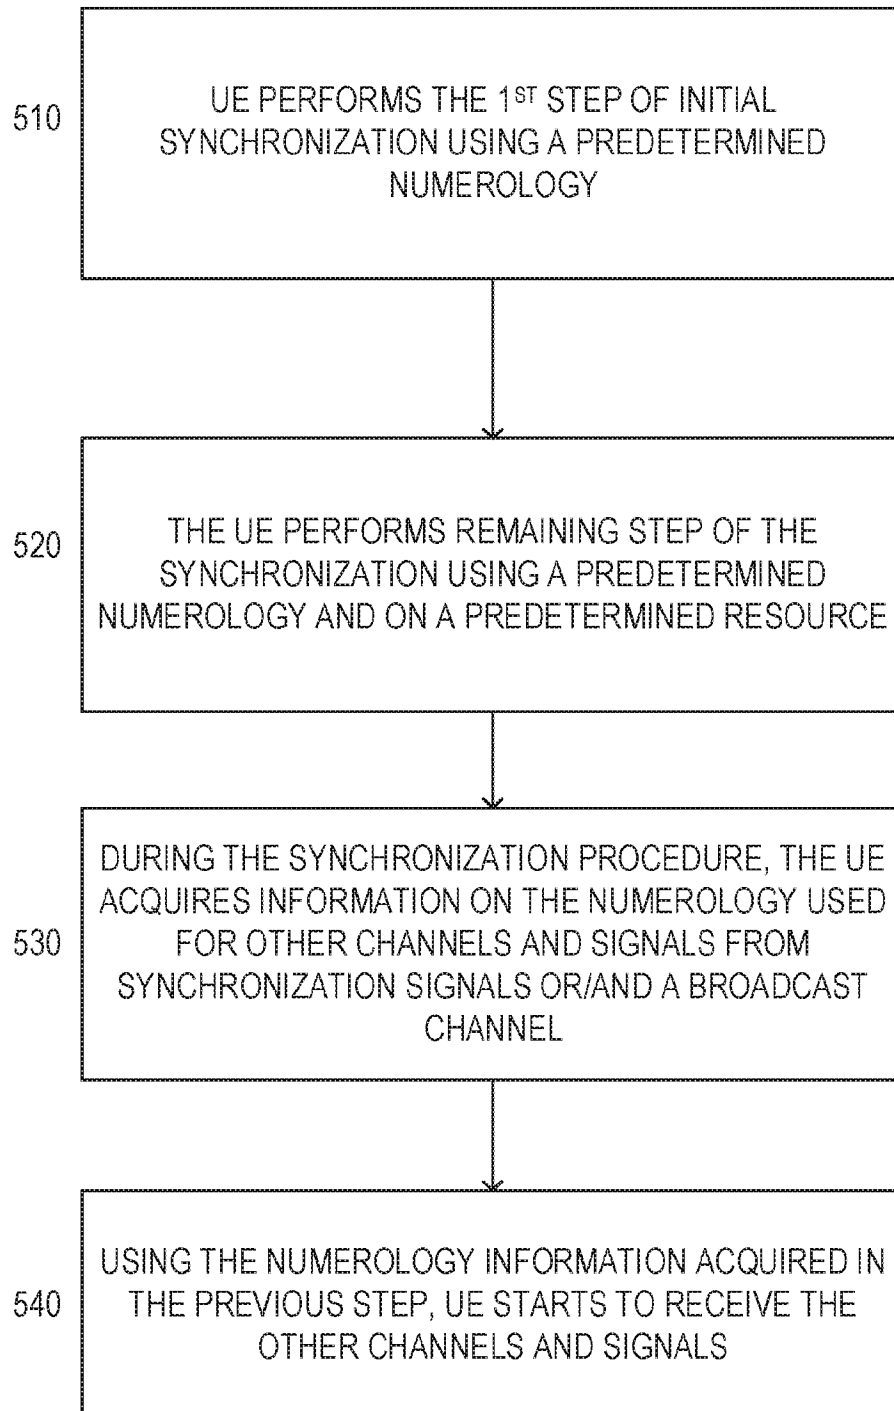 510
UE PERFORMS THE 1ST STEP OF INITIAL
SYNCHRONIZATION USING A PREDETERMINED
NUMEROLOGY
520
THE UE PERFORMS REMAINING STEP OF THE
SYNCHRONIZATION USING A PREDETERMINED
NUMEROLOGY AND ON A PREDETERMINED RESOURCE
530
DURING THE SYNCHRONIZATION PROCEDURE, THE UE
ACQUIRES INFORMATION ON THE NUMEROLOGY USED
FOR OTHER CHANNELS AND SIGNALS FROM
SYNCHRONIZATION SIGNALS OR/AND A BROADCAST
CHANNEL
540
USING THE NUMEROLOGY INFORMATION ACQUIRED IN
THE PREVIOUS STEP, UE STARTS TO RECEIVE THE
OTHER CHANNELS AND SIGNALS